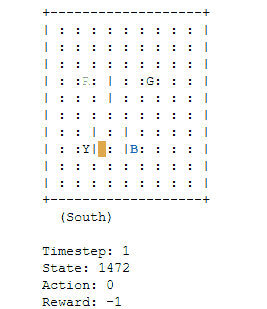 +-------------------+
| : : : : : : : : : |
| : : : : : : : : : |
| : : : : : : : : : |
| : :R: | : :G: : : |
| : : : | : : : : : |
| : : : : : : : : : |
| : : | : | : : : : |
| : :Y| : |B: : : : |
| : : : : : : : : : |
| : : : : : : : : : |
+-------------------+
(South)
Timestep: 1
State: 1472
Action: 0
Reward: -1